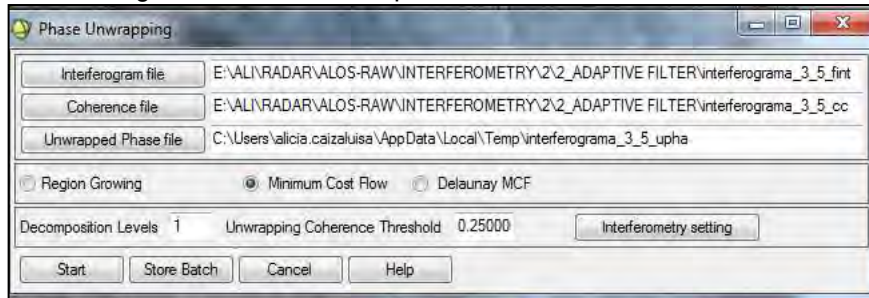 Phase Unwrapping
Interferogram file E:\ALI\RADAR\ALOS-RAW\INTERFEROMETRY\2\2_ADAPTIVE FILTER\interferograma_3_5_fint
Coherence file E:\ALI\RADAR\ALOS-RAW\INTERFEROMETRY\2\2_ADAPTIVE FILTER\interferograma_3_5_cc
Unwrapped Phase file C:\Users\alicia.caizaluisa\AppData\Local\Temp\interferograma_3_5_upha
Region Growing Minimum Cost Flow Delaunay MCF
Decomposition Levels 1 Unwrapping Coherence Threshold 0.25000 Interferometry setting
Start Store Batch Cancel Help